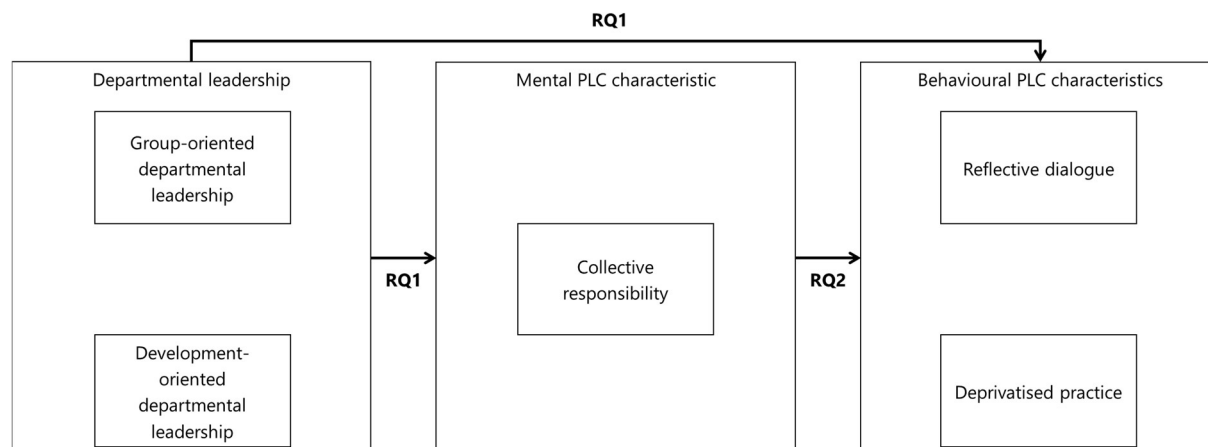 RQ1
Departmental leadership
Group-oriented
departmental
leadership
Development-
oriented
departmental
leadership
RQ1
Mental PLC characteristic
Collective
responsibility
RQ2
Behavioural PLC characteristics
Reflective dialogue
Deprivatised practice